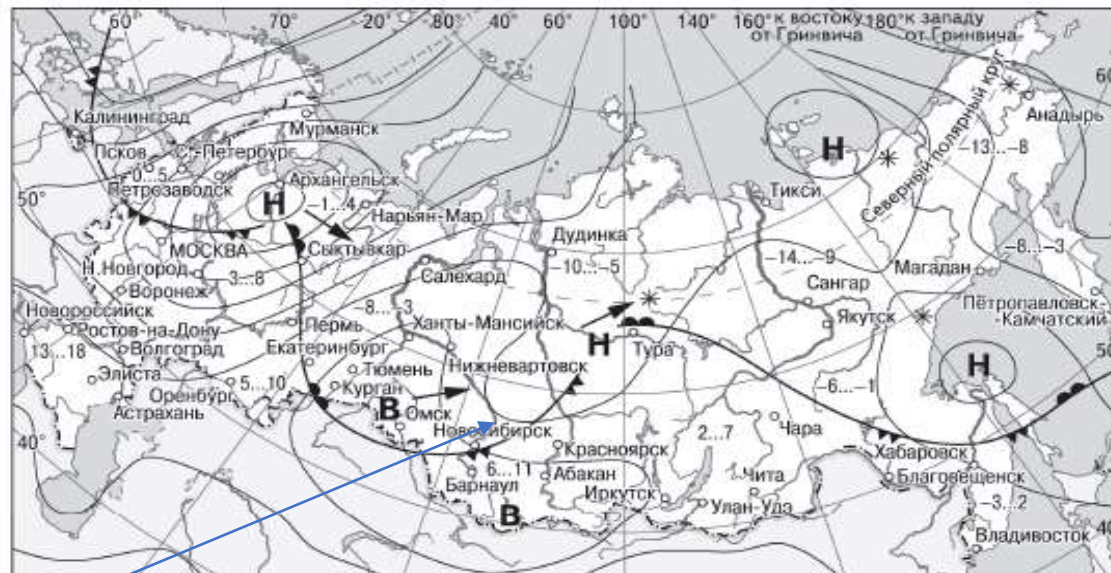 60° 70° 20° 40° 60° 80° 100° 120° 140° 160° к востоку 180° к западу
от Гринвича от Гринвича
60
Калининград
Мурманск
Анадырь
Псков С.-Петербург
−13...−8
Н
0...5
Северный полярный круг
Петрозаводск
Архангельск
50°
Н
−1...4
Нарьян-Мар
Тикси
МОСКВА
Сыктывкар
Дудинка
−8...−3
Н.Новгород
3...8
Салехард
−10...−5
−14...−9
Магадан
Воронеж
Сангар
Новороссийск
−8...−3
Петропавловск-
-Камчатский
Ростов-на-Дону
Пермь
Ханты-Мансийск
Якутск
Волгоград
Екатеринбург
Н
Тура
50
13...18
Тюмень
Нижневартовск
Н
Элиста
Оренбург
5...10
Курган
−6...−1
Астрахань
В
Омск
40°
Новосибирск
2...7
Чара
Красноярск
Хабаровск
6...11
Абакан
Чита
Благовещенск
Барнаул
Иркутск
В
Улан-Удэ
−3...2
Владивосток
40